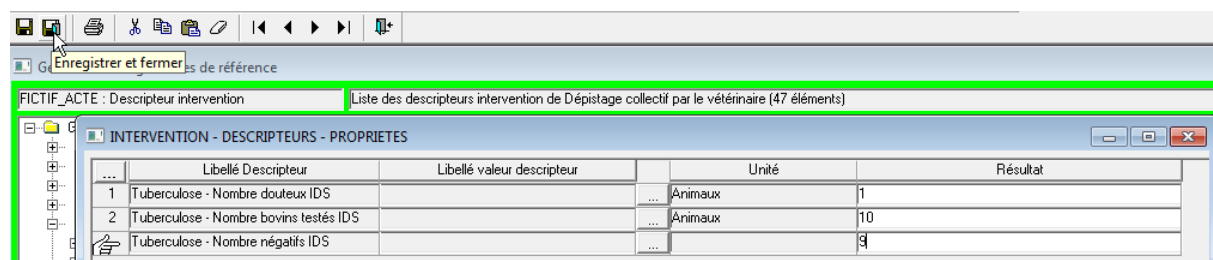 Enregistrer et fermer
es de référence
FICTIF_ACTE : Descripteur intervention Liste des descripteurs intervention de Dépistage collectif par le vétérinaire (47 éléments)
INTERVENTION - DESCRIPTEURS - PROPRIETES
... Libellé Descripteur Libellé valeur descripteur Unité Résultat
1 Tuberculose - Nombre douteux IDS ... Animaux 1
2 Tuberculose - Nombre bovins testés IDS ... Animaux 10
Tuberculose - Nombre négatifs IDS ... 9